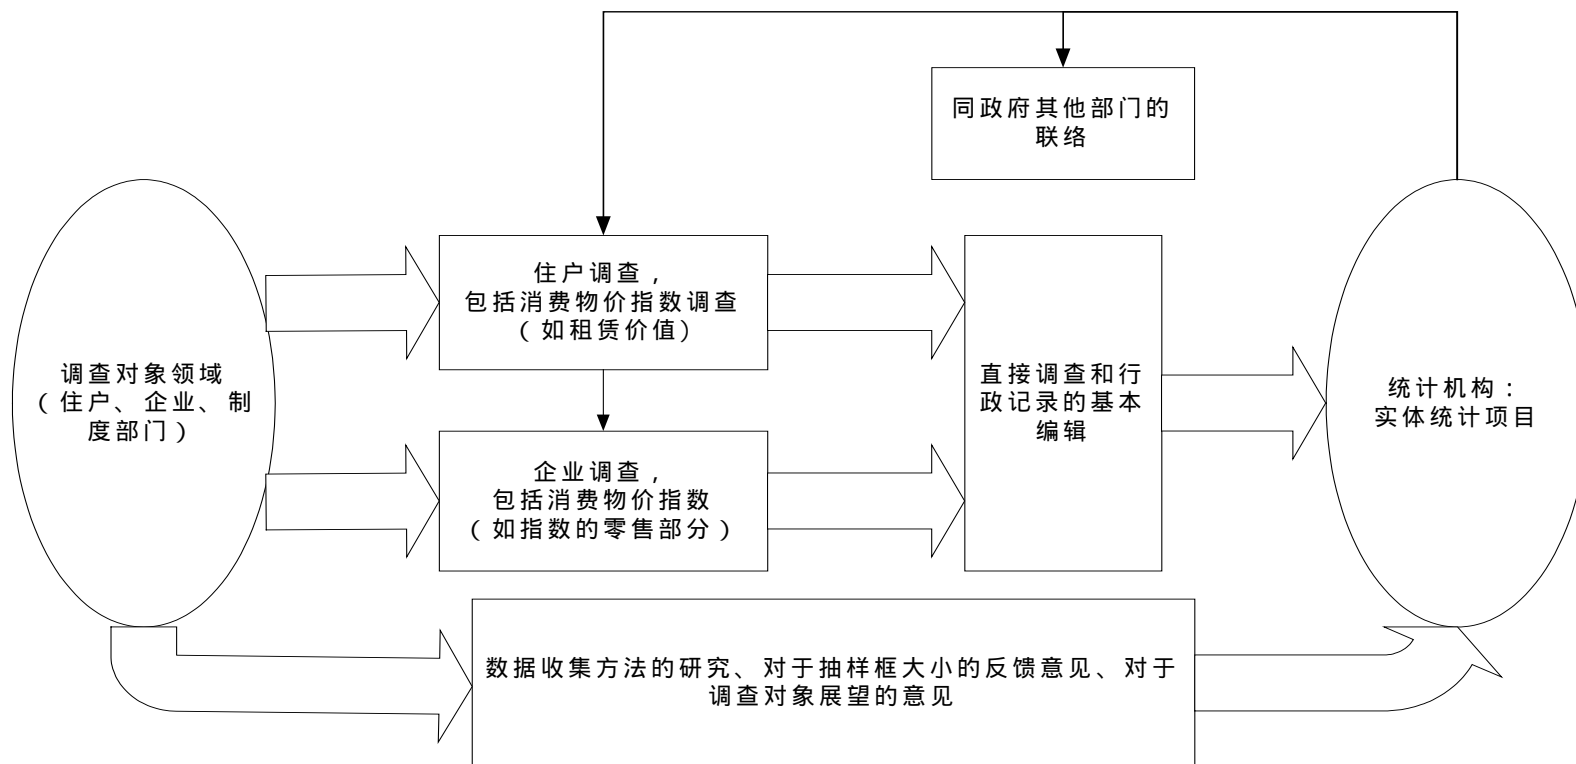 同政府其他部门的
联络
住户调查，
包括消费物价指数调查
（如租赁价值）
调查对象领域
（住户、企业、制
度部门）
直接调查和行
政记录的基本
编辑
统计机构：
实体统计项目
企业调查，
包括消费物价指数
（如指数的零售部分）
数据收集方法的研究、对于抽样框大小的反馈意见、对于
调查对象展望的意见